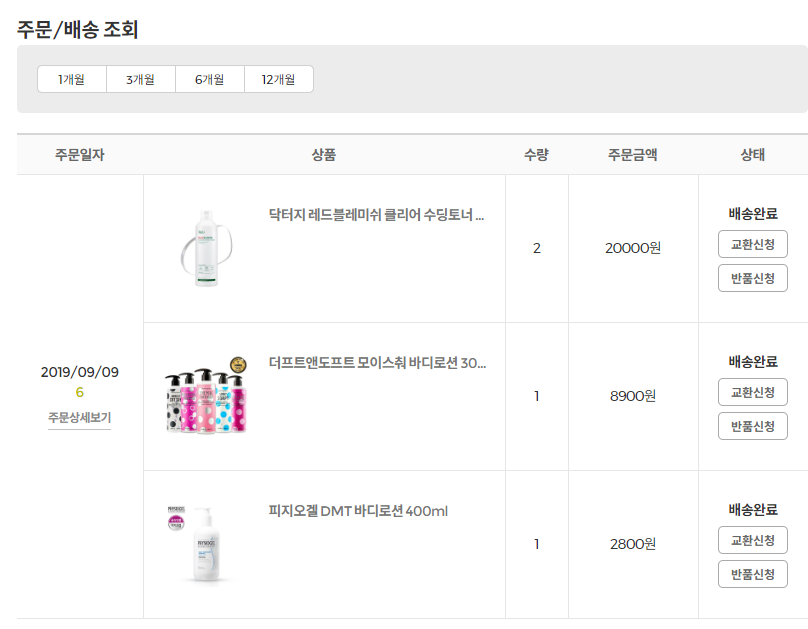 주문/배송 조회
1개월 3개월 6개월 12개월
주문일자 상품 수량 주문금액 상태
2019/09/09
6
주문상세보기
닥터지 레드블레미쉬 클리어 수딩토너 ...
2
20000원
배송완료
교환신청
반품신청
더프트앤도프트 모이스춰 바디로션 30...
1
8900원
배송완료
교환신청
반품신청
피지오겔 DMT 바디로션 400ml
1
2800원
배송완료
교환신청
반품신청